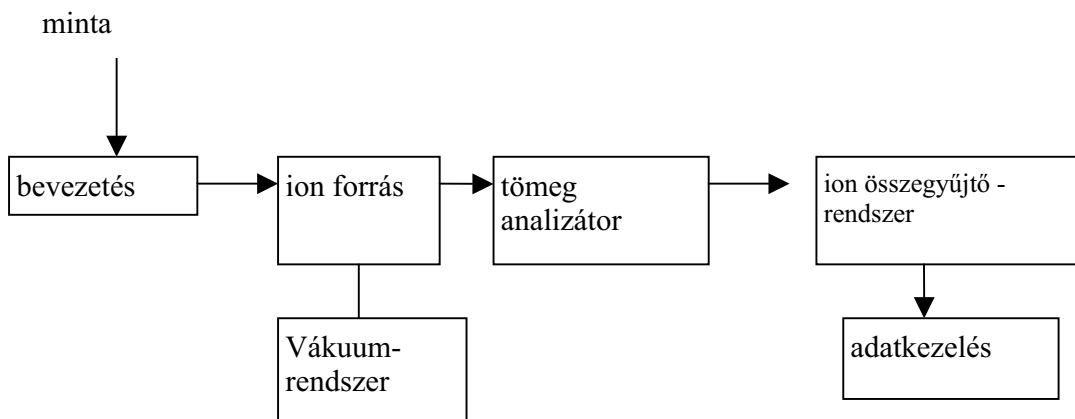 minta
bevezetés
ion forrás
tömeg
analizátor
ion összegyűjtő -
rendszer
Vákuum-
rendszer
adatkezelés